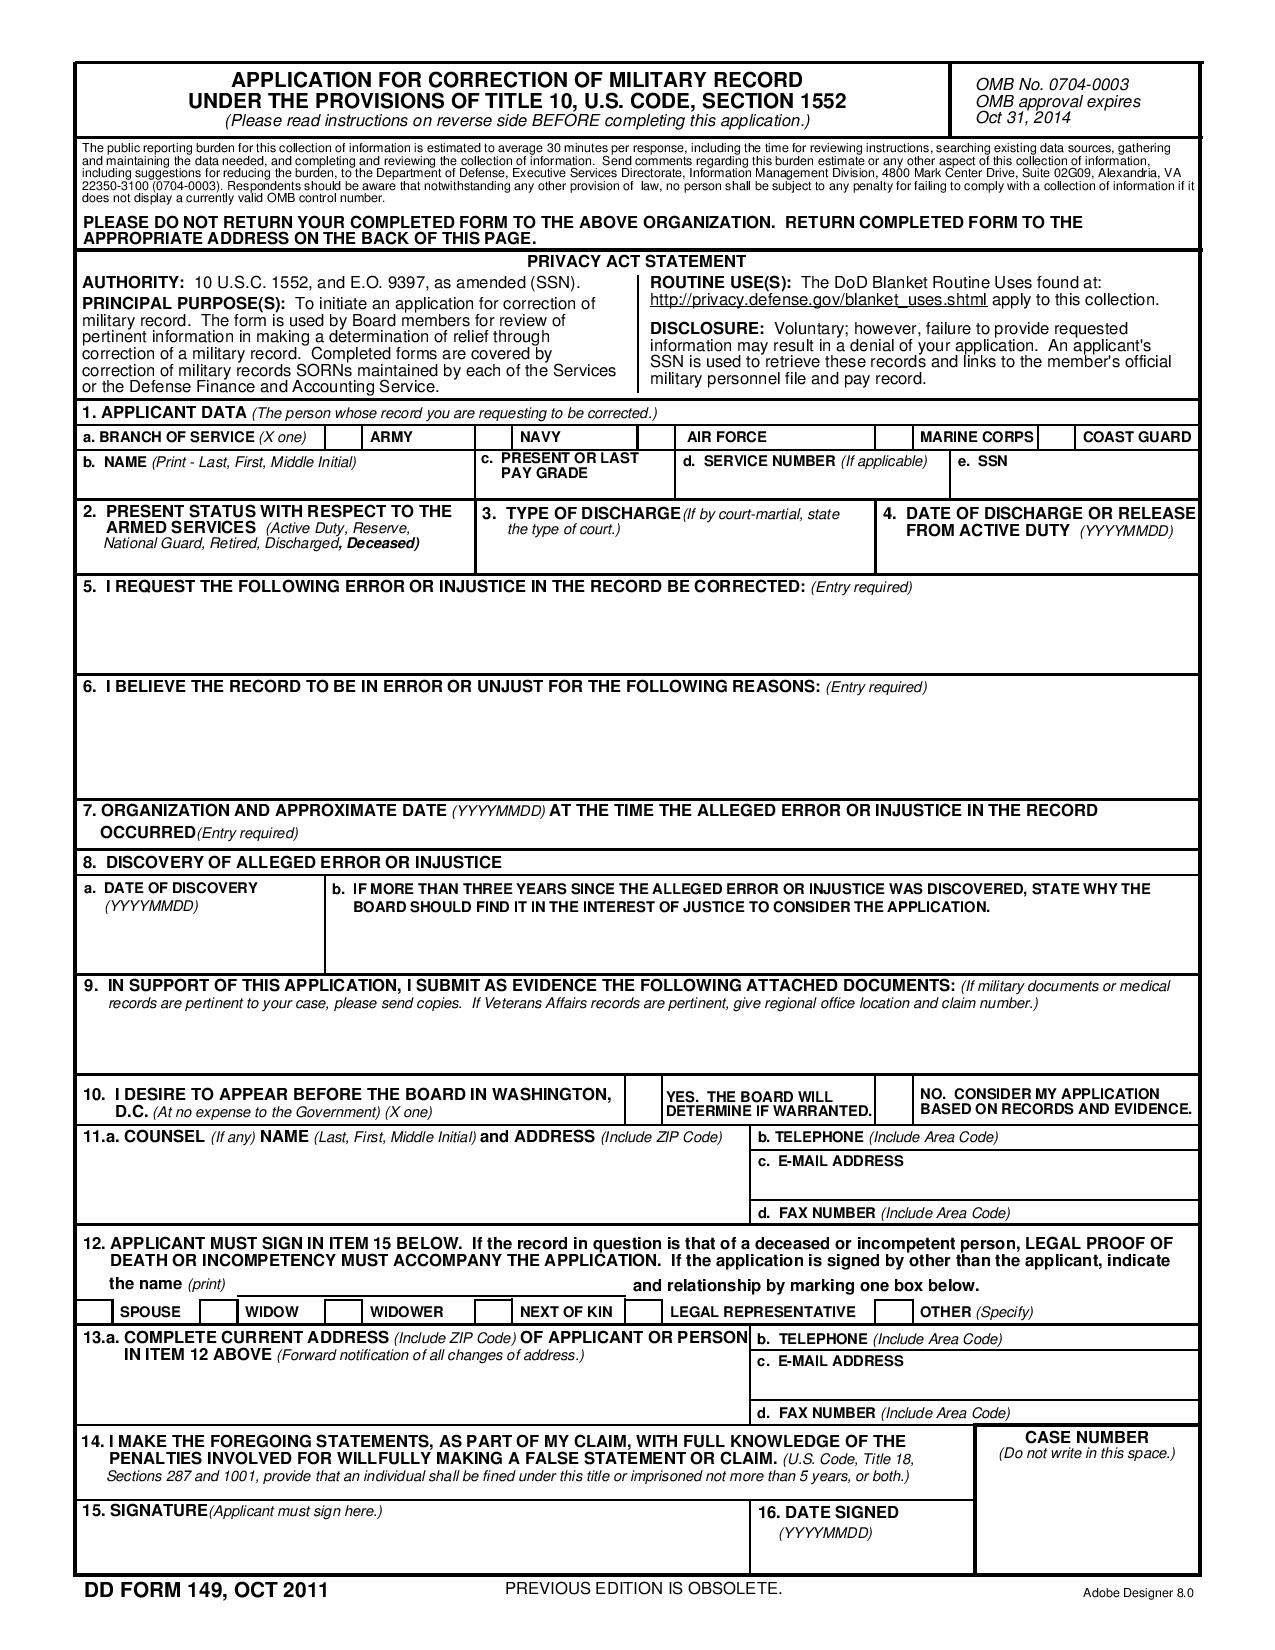 APPLICATION FOR CORRECTION OF MILITARY RECORD
UNDER THE PROVISIONS OF TITLE 10, U.S. CODE, SECTION 1552
(Please read instructions on reverse side BEFORE completing this application.)
OMB No. 0704-0003
OMB approval expires
Oct 31, 2014
The public reporting burden for this collection of information is estimated to average 30 minutes per response, including the time for reviewing instructions, searching existing data sources, gathering
and maintaining the data needed, and completing and reviewing the collection of information. Send comments regarding this burden estimate or any other aspect of this collection of information,
including suggestions for reducing the burden, to the Department of Defense, Executive Services Directorate, Information Management Division, 4800 Mark Center Drive, Suite 02G09, Alexandria, VA
22350-3100 (0704-0003). Respondents should be aware that notwithstanding any other provision of law, no person shall be subject to any penalty for failing to comply with a collection of information if it
does not display a currently valid OMB control number.
PLEASE DO NOT RETURN YOUR COMPLETED FORM TO THE ABOVE ORGANIZATION. RETURN COMPLETED FORM TO THE
APPROPRIATE ADDRESS ON THE BACK OF THIS PAGE.
PRIVACY ACT STATEMENT
AUTHORITY: 10 U.S.C. 1552, and E.O. 9397, as amended (SSN).
PRINCIPAL PURPOSE(S): To initiate an application for correction of
military record. The form is used by Board members for review of
pertinent information in making a determination of relief through
correction of a military record. Completed forms are covered by
correction of military records SORNs maintained by each of the Services
or the Defense Finance and Accounting Service.
ROUTINE USE(S): The DoD Blanket Routine Uses found at:
http://privacy.defense.gov/blanket_uses.shtml apply to this collection.
DISCLOSURE: Voluntary; however, failure to provide requested
information may result in a denial of your application. An applicant's
SSN is used to retrieve these records and links to the member's official
military personnel file and pay record.
1. APPLICANT DATA (The person whose record you are requesting to be corrected.)
a. BRANCH OF SERVICE (X one) ARMY NAVY AIR FORCE MARINE CORPS COAST GUARD
b. NAME (Print - Last, First, Middle Initial)
c. PRESENT OR LAST
PAY GRADE
d. SERVICE NUMBER (If applicable)
e. SSN
2. PRESENT STATUS WITH RESPECT TO THE
ARMED SERVICES (Active Duty, Reserve,
National Guard, Retired, Discharged, Deceased)
3. TYPE OF DISCHARGE(If by court-martial, state
the type of court.)
4. DATE OF DISCHARGE OR RELEASE
FROM ACTIVE DUTY (YYYYMMDD)
5. I REQUEST THE FOLLOWING ERROR OR INJUSTICE IN THE RECORD BE CORRECTED: (Entry required)
6. I BELIEVE THE RECORD TO BE IN ERROR OR UNJUST FOR THE FOLLOWING REASONS: (Entry required)
7. ORGANIZATION AND APPROXIMATE DATE (YYYYMMDD) AT THE TIME THE ALLEGED ERROR OR INJUSTICE IN THE RECORD
OCCURRED(Entry required)
8. DISCOVERY OF ALLEGED ERROR OR INJUSTICE
a. DATE OF DISCOVERY
(YYYYMMDD)
b. IF MORE THAN THREE YEARS SINCE THE ALLEGED ERROR OR INJUSTICE WAS DISCOVERED, STATE WHY THE
BOARD SHOULD FIND IT IN THE INTEREST OF JUSTICE TO CONSIDER THE APPLICATION.
9. IN SUPPORT OF THIS APPLICATION, I SUBMIT AS EVIDENCE THE FOLLOWING ATTACHED DOCUMENTS: (If military documents or medical
records are pertinent to your case, please send copies. If Veterans Affairs records are pertinent, give regional office location and claim number.)
10. I DESIRE TO APPEAR BEFORE THE BOARD IN WASHINGTON,
D.C. (At no expense to the Government) (X one)
YES. THE BOARD WILL
DETERMINE IF WARRANTED.
NO. CONSIDER MY APPLICATION
BASED ON RECORDS AND EVIDENCE.
11.a. COUNSEL (If any) NAME (Last, First, Middle Initial) and ADDRESS (Include ZIP Code)
b. TELEPHONE (Include Area Code)
c. E-MAIL ADDRESS
d. FAX NUMBER (Include Area Code)
12. APPLICANT MUST SIGN IN ITEM 15 BELOW. If the record in question is that of a deceased or incompetent person, LEGAL PROOF OF
DEATH OR INCOMPETENCY MUST ACCOMPANY THE APPLICATION. If the application is signed by other than the applicant, indicate
the name (print) and relationship by marking one box below.
SPOUSE WIDOW WIDOWER NEXT OF KIN LEGAL REPRESENTATIVE OTHER (Specify)
13.a. COMPLETE CURRENT ADDRESS (Include ZIP Code) OF APPLICANT OR PERSON
IN ITEM 12 ABOVE (Forward notification of all changes of address.)
b. TELEPHONE (Include Area Code)
c. E-MAIL ADDRESS
d. FAX NUMBER (Include Area Code)
14. I MAKE THE FOREGOING STATEMENTS, AS PART OF MY CLAIM, WITH FULL KNOWLEDGE OF THE
PENALTIES INVOLVED FOR WILLFULLY MAKING A FALSE STATEMENT OR CLAIM. (U.S. Code, Title 18,
Sections 287 and 1001, provide that an individual shall be fined under this title or imprisoned not more than 5 years, or both.)
CASE NUMBER
(Do not write in this space.)
15. SIGNATURE(Applicant must sign here.)
16. DATE SIGNED
(YYYYMMDD)
DD FORM 149, OCT 2011
PREVIOUS EDITION IS OBSOLETE.
Adobe Designer 8.0